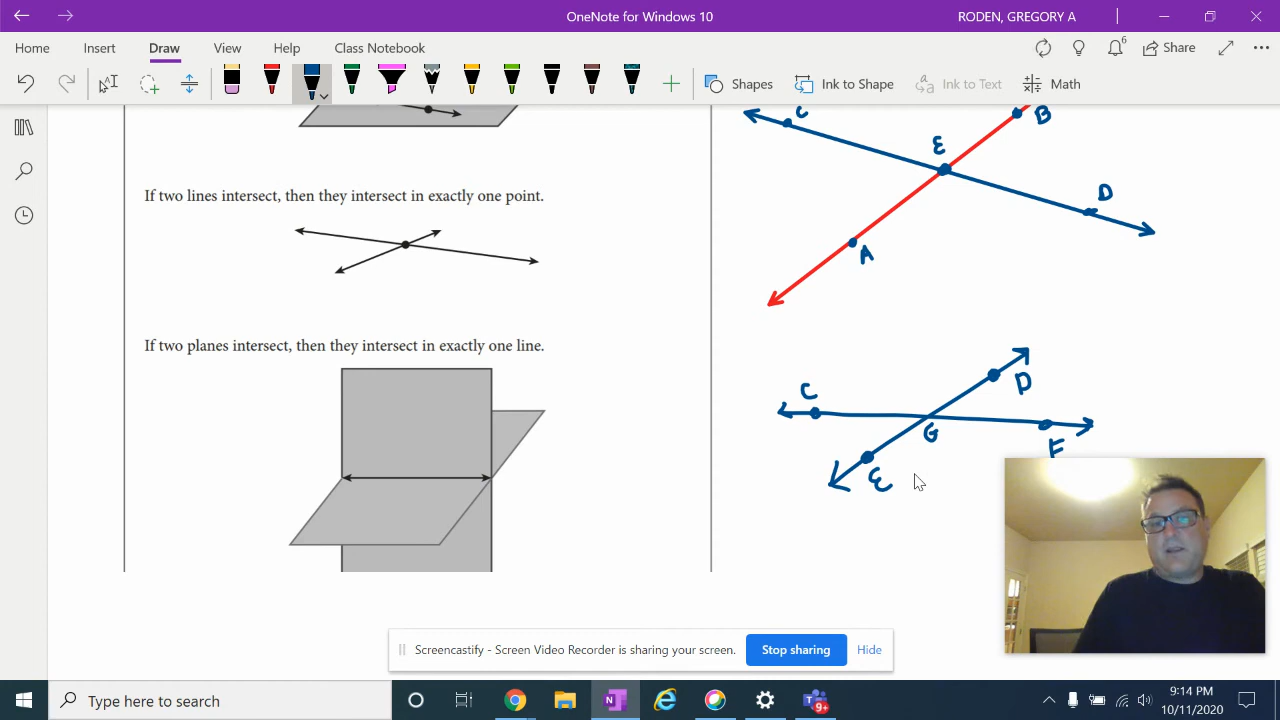 OneNote for Windows 10
RODEN, GREGORY A
Home Insert Draw View Help Class Notebook
6
Share
Shapes Ink to Shape Ink to Text Math
If two lines intersect, then they intersect in exactly one point.
If two planes intersect, then they intersect in exactly one line.
C
B
E
D
A
C
D
G
F
E
Screencastify - Screen Video Recorder is sharing your screen.
Stop sharing
Hide
Type here to search
9+
9:14 PM
10/11/2020